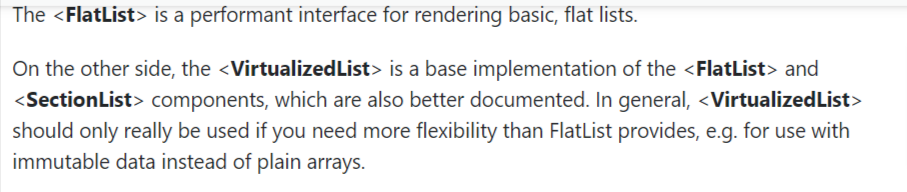 The <FlatList> is a performant interface for rendering basic, flat lists.
On the other side, the <VirtualizedList> is a base implementation of the <FlatList> and
<SectionList> components, which are also better documented. In general, <VirtualizedList>
should only really be used if you need more flexibility than FlatList provides, e.g. for use with
immutable data instead of plain arrays.